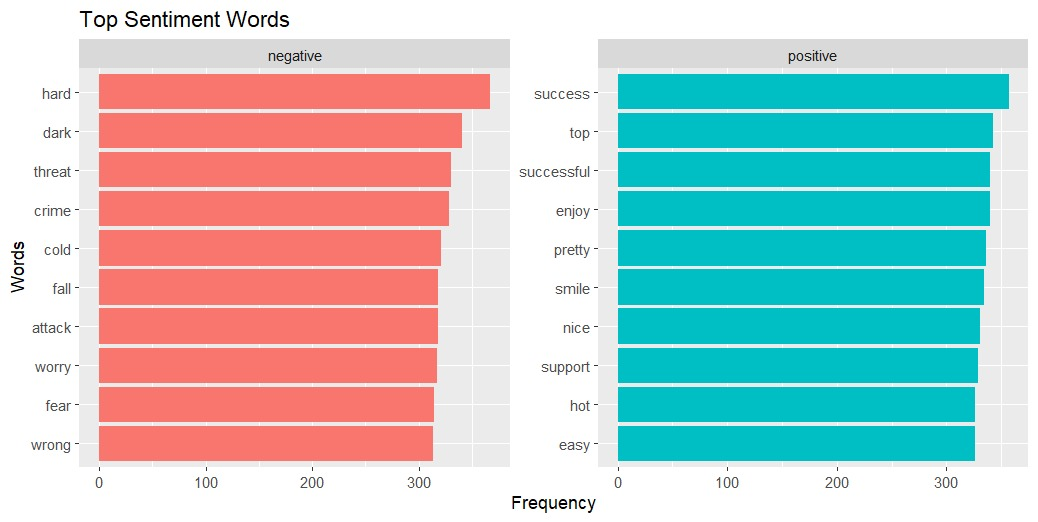 Top Sentiment Words
negative
positive
hard
dark
threat
crime
cold
fall
attack
worry
fear
wrong
success
top
successful
enjoy
pretty
smile
nice
support
hot
easy
Words
0 100 200 300
0 100 200 300
Frequency